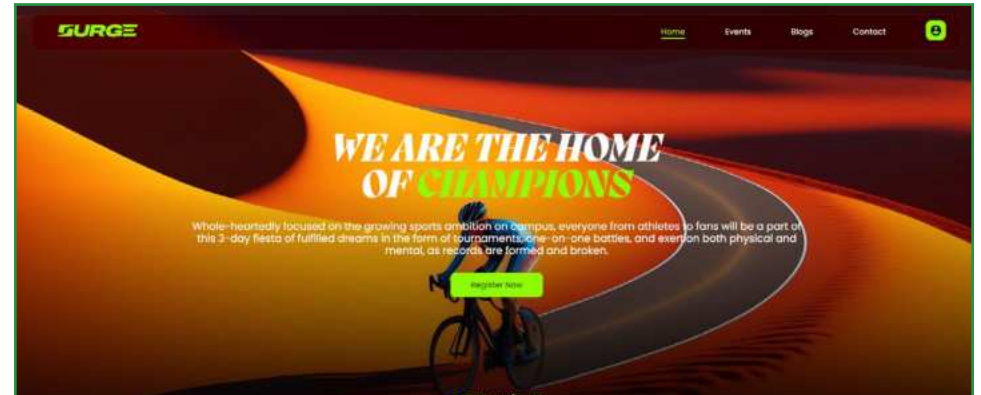 SURGE
Home Events Blogs Contact
WE ARE THE HOME
OF CHAMPIONS
Whole-heartedly focused on the growing sports ambition on campus, everyone from athletes to fans will be a part of
this 3-day fiesta of fulfilled dreams in the form of tournaments, one-on-one battles, and exertion both physical and
mental, as records are formed and broken.
Register Now